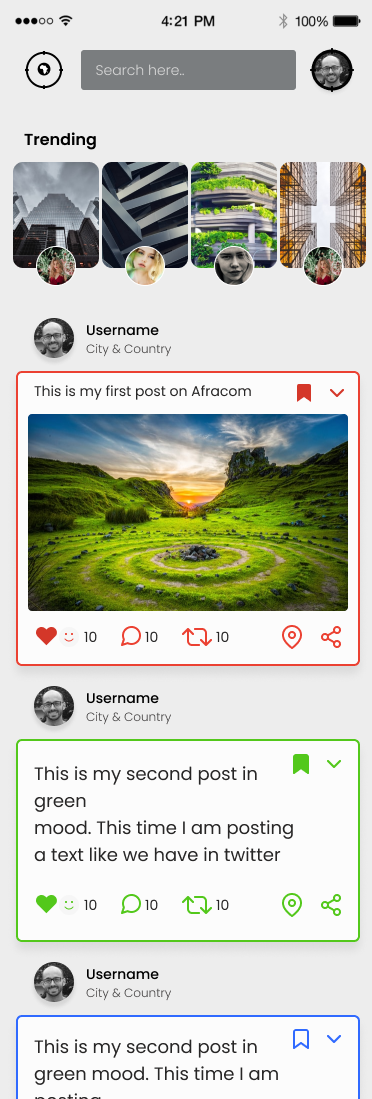 4:21 PM 100%
Search here..
Trending
Username
City & Country
This is my first post on Afracom
10 10 10
Username
City & Country
This is my second post in
green
mood. This time I am posting
a text like we have in twitter
10 10 10
Username
City & Country
This is my second post in
green mood. This time I am
posting